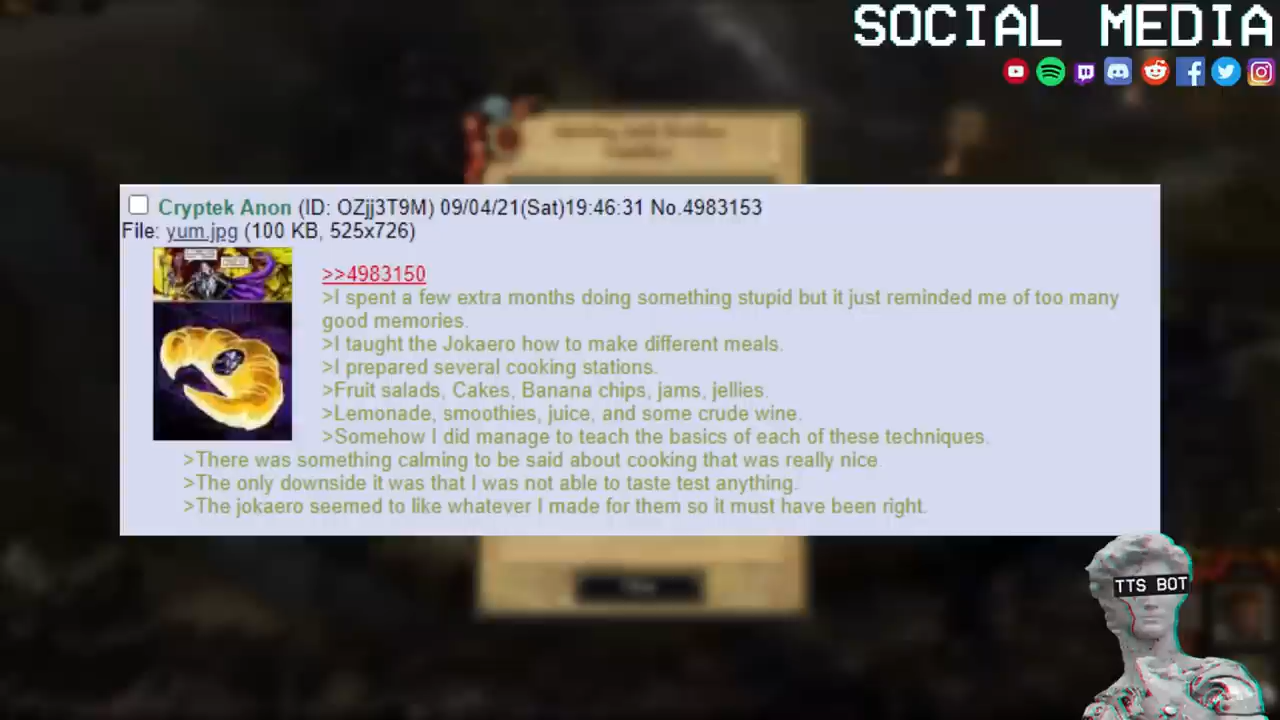 SOCIAL MEDIA
Cryptek Anon (ID: OZjj3T9M) 09/04/21(Sat)19:46:31 No.4983153
File: yum.jpg (100 KB, 525x726)
>>4983150
>I spent a few extra months doing something stupid but it just reminded me of too many
good memories.
>I taught the Jokaero how to make different meals.
>I prepared several cooking stations.
>Fruit salads, Cakes, Banana chips, jams, jellies.
>Lemonade, smoothies, juice, and some crude wine.
>Somehow I did manage to teach the basics of each of these techniques.
>There was something calming to be said about cooking that was really nice.
>The only downside it was that I was not able to taste test anything.
>The jokaero seemed to like whatever I made for them so it must have been right.
TTS BOT